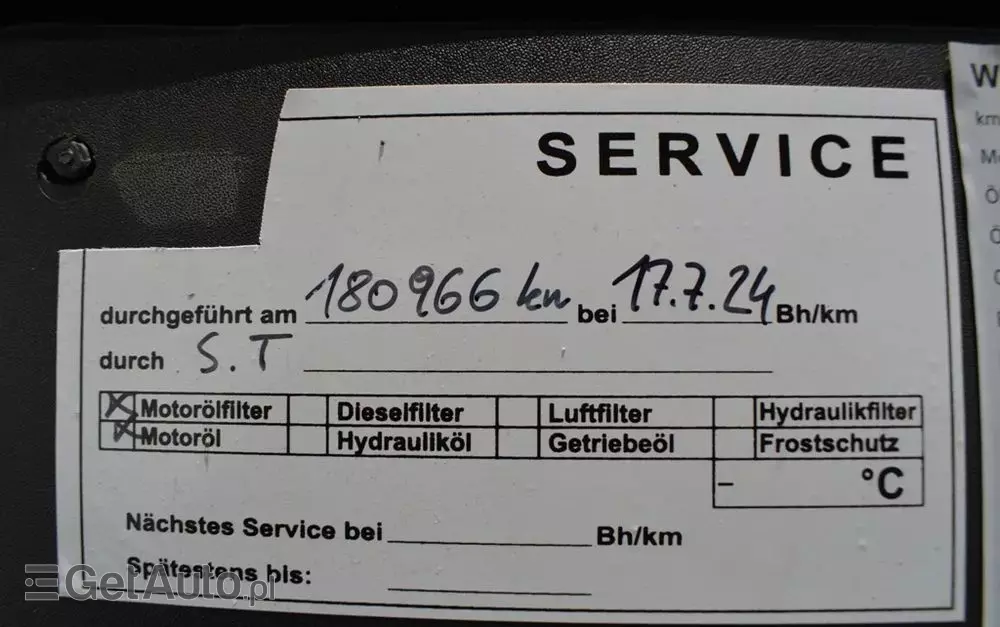 SERVICE
durchgeführt am 180966 km bei 17.7.24 Bh/km
durch S.T
X Motorölfilter Dieselfilter Luftfilter Hydraulikfilter
X Motoröl Hydrauliköl Getriebeöl Frostschutz
– °C
Nächstes Service bei Bh/km
Spätestens bis:
GetAuto.pl
W
km
Ö